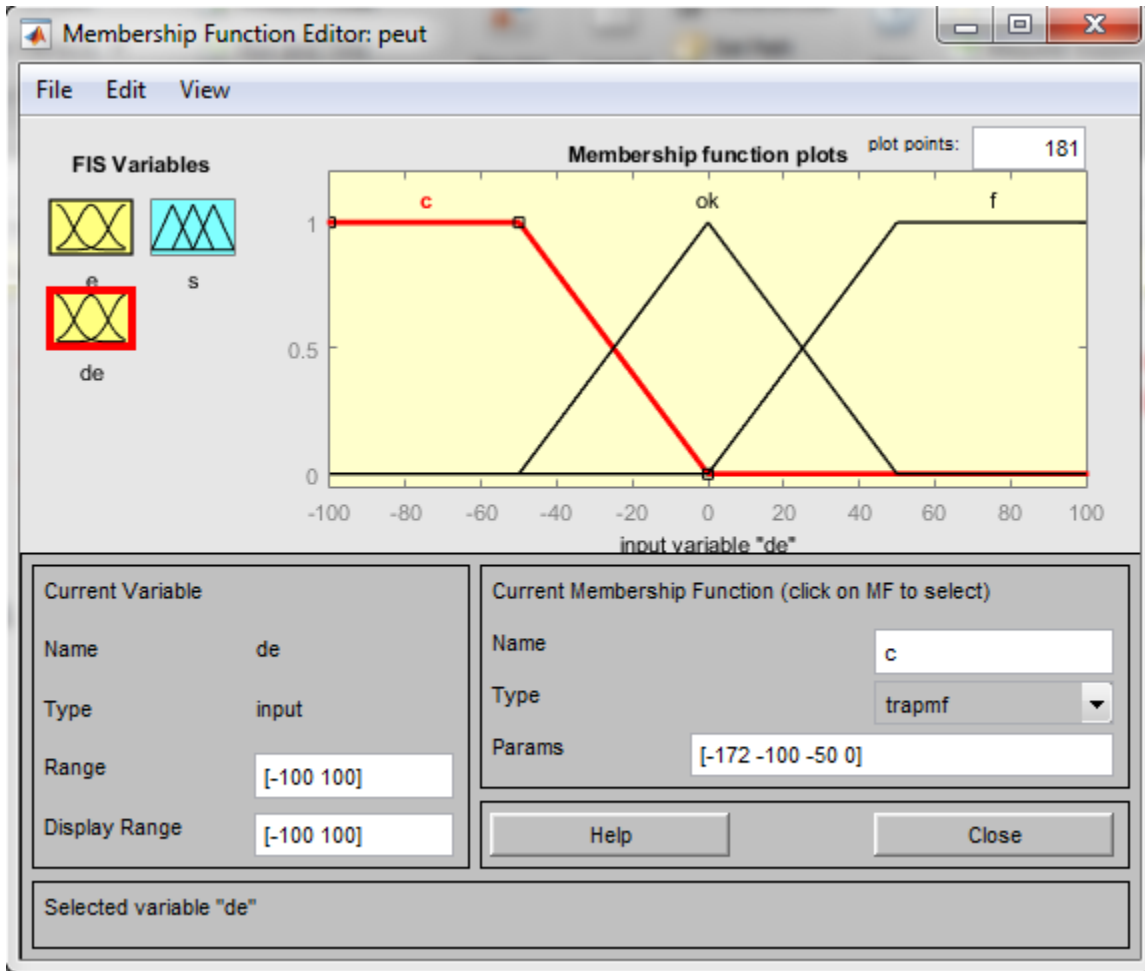 Membership Function Editor: peut
File Edit View
FIS Variables
Membership function plots
plot points: 181
e
s
de
c
ok
f
1
0.5
0
-100 -80 -60 -40 -20 0 20 40 60 80 100
input variable "de"
Current Variable
Name de
Type input
Range [-100 100]
Display Range [-100 100]
Current Membership Function (click on MF to select)
Name c
Type trapmf
Params [-172 -100 -50 0]
Help Close
Selected variable "de"